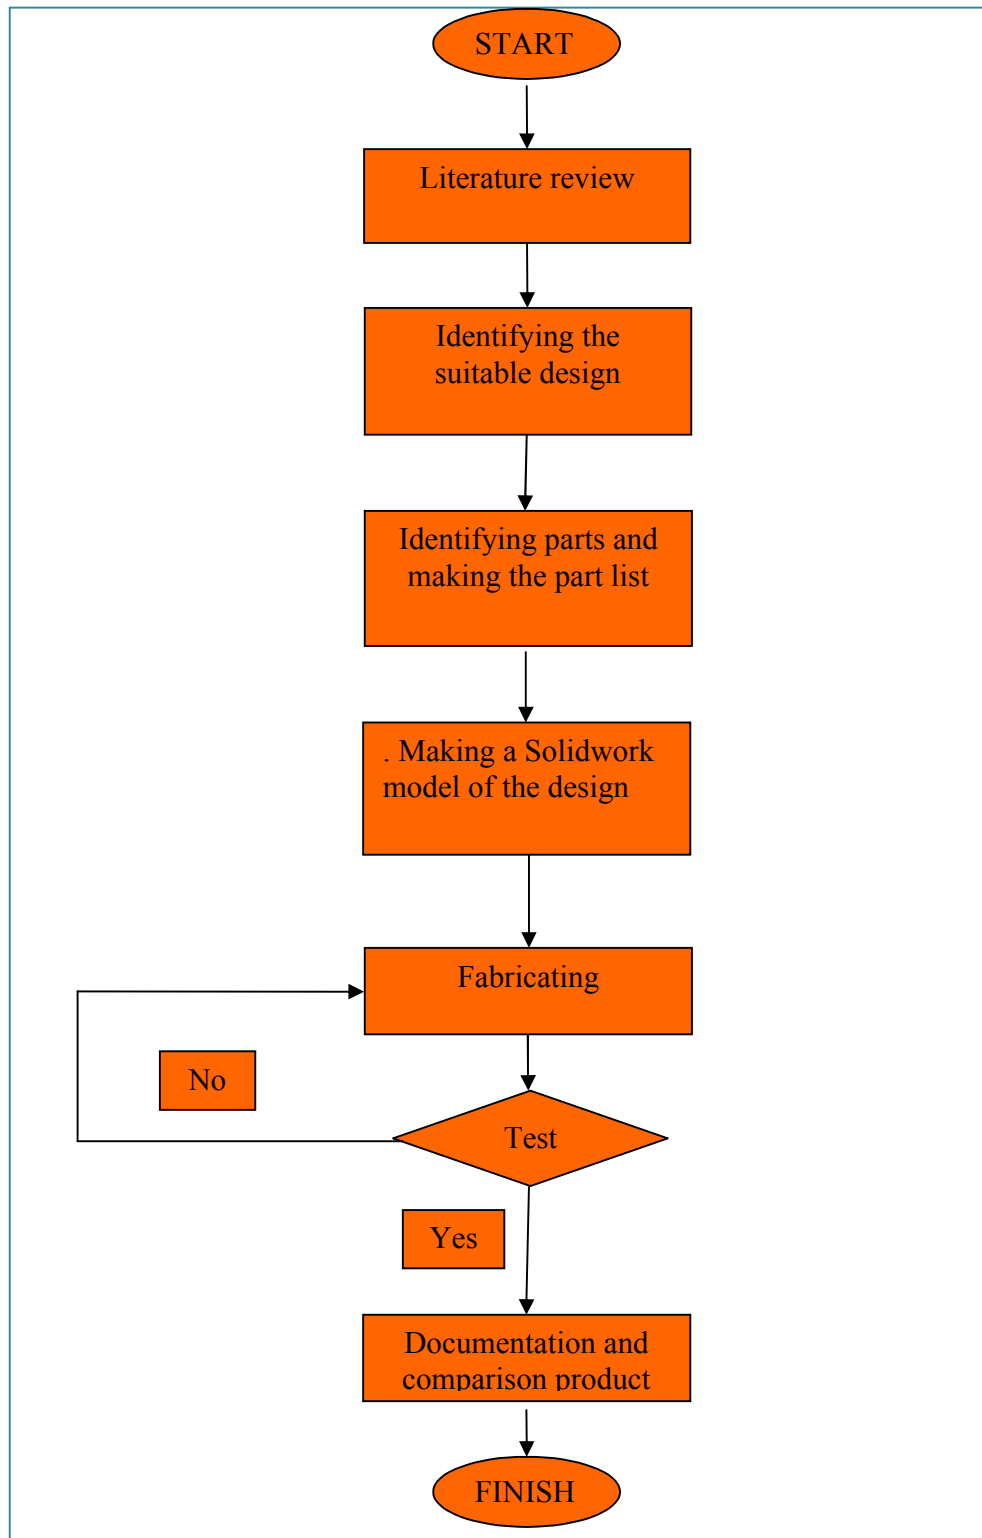 START
Literature review
Identifying the
suitable design
Identifying parts and
making the part list
. Making a Solidwork
model of the design
Fabricating
No
Test
Yes
Documentation and
comparison product
FINISH